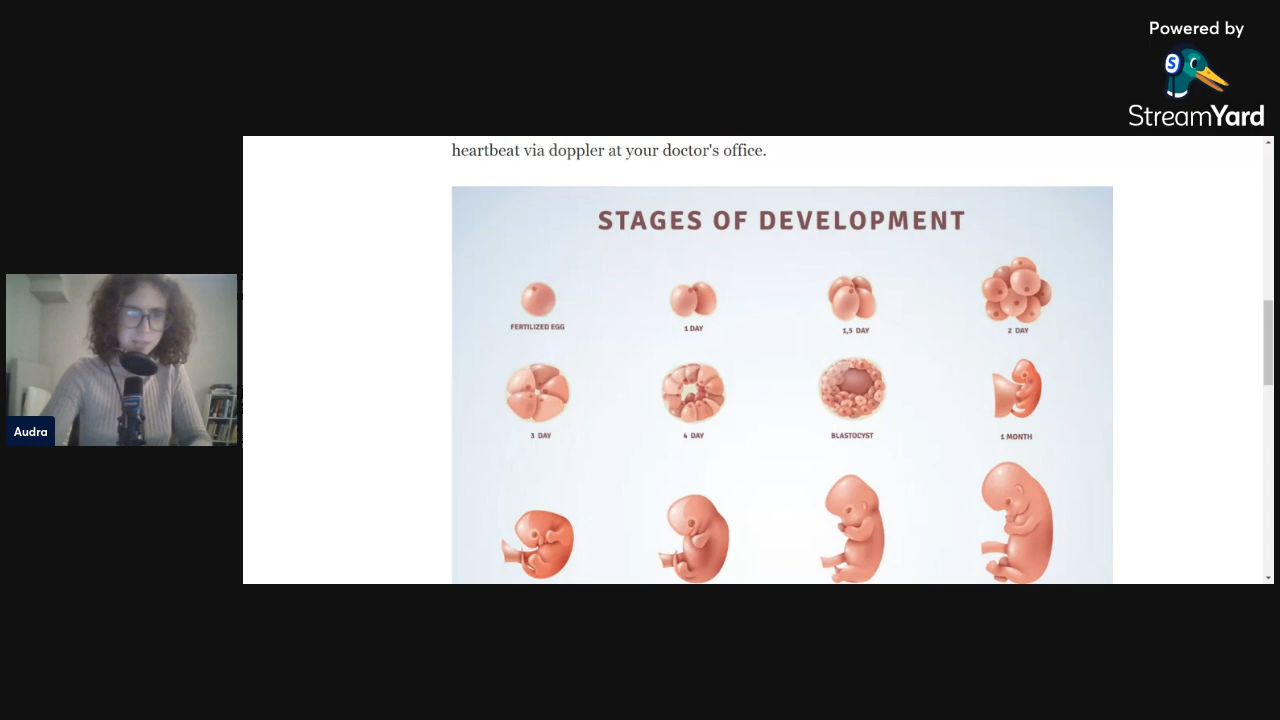 Powered by
S
StreamYard
heartbeat via doppler at your doctor's office.
STAGES OF DEVELOPMENT
FERTILIZED EGG
1 DAY
1,5 DAY
2 DAY
3 DAY
4 DAY
BLASTOCYST
1 MONTH
Audra